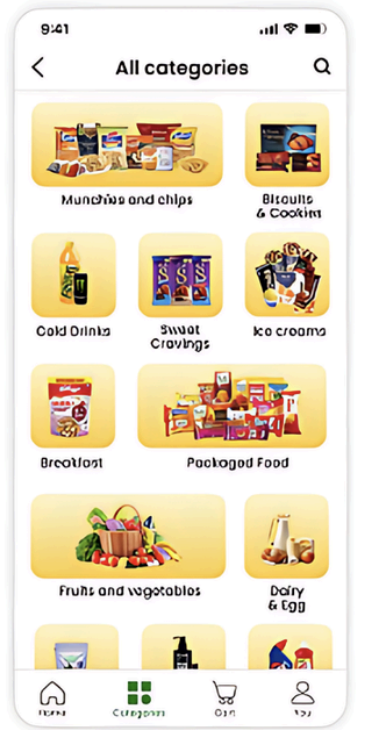 9:41
All categories
Munchies and chips
Biscuits
& Cookies
Cold Drinks
Sweet
Cravings
Ice creams
Breakfast
Packaged Food
Fruits and vegetables
Dairy
& Egg
Home
Categories
Cart
You